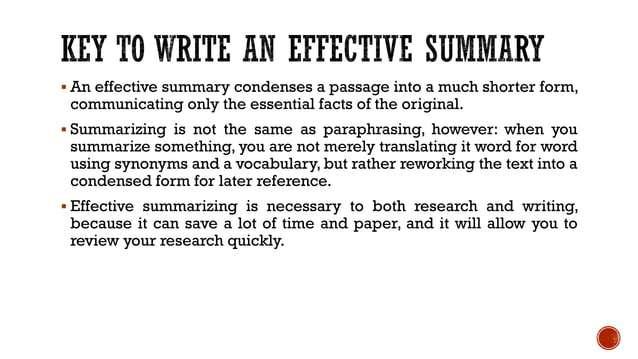 KEY TO WRITE AN EFFECTIVE SUMMARY
▪ An effective summary condenses a passage into a much shorter form,
communicating only the essential facts of the original.
▪ Summarizing is not the same as paraphrasing, however: when you
summarize something, you are not merely translating it word for word
using synonyms and a vocabulary, but rather reworking the text into a
condensed form for later reference.
▪ Effective summarizing is necessary to both research and writing,
because it can save a lot of time and paper, and it will allow you to
review your research quickly.